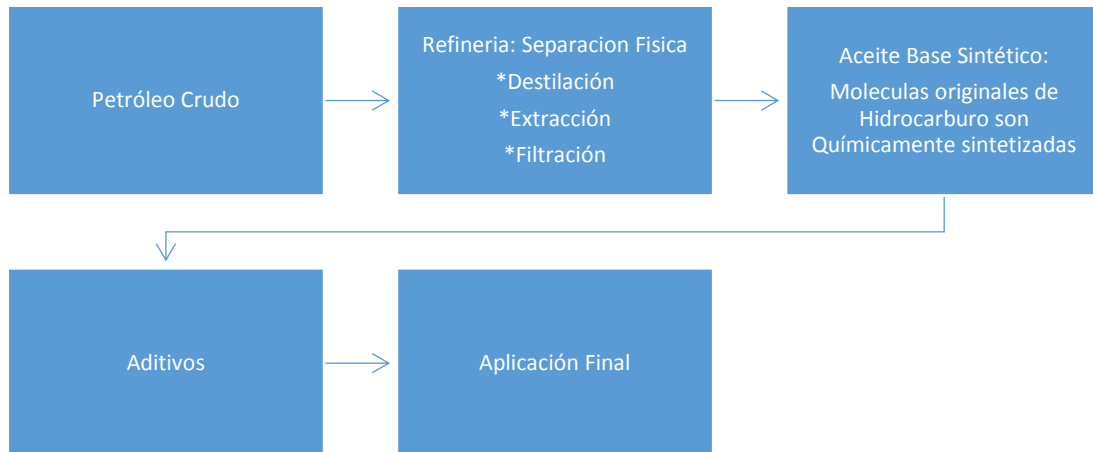 Petróleo Crudo
Refineria: Separacion Fisica
*Destilación
*Extracción
*Filtración
Aceite Base Sintético:
Moleculas originales de
Hidrocarburo son
Químicamente sintetizadas
Aditivos
Aplicación Final